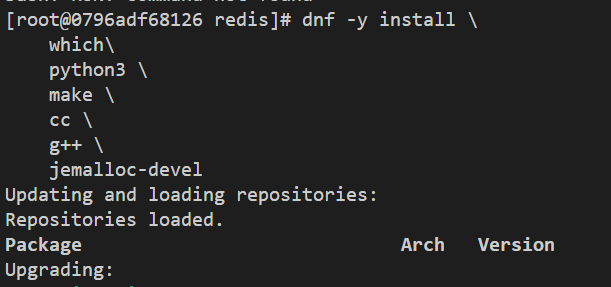 [root@0796adf68126 redis]# dnf -y install \
which\
python3 \
make \
cc \
g++ \
jemalloc-devel
Updating and loading repositories:
Repositories loaded.
Package Arch Version
Upgrading: